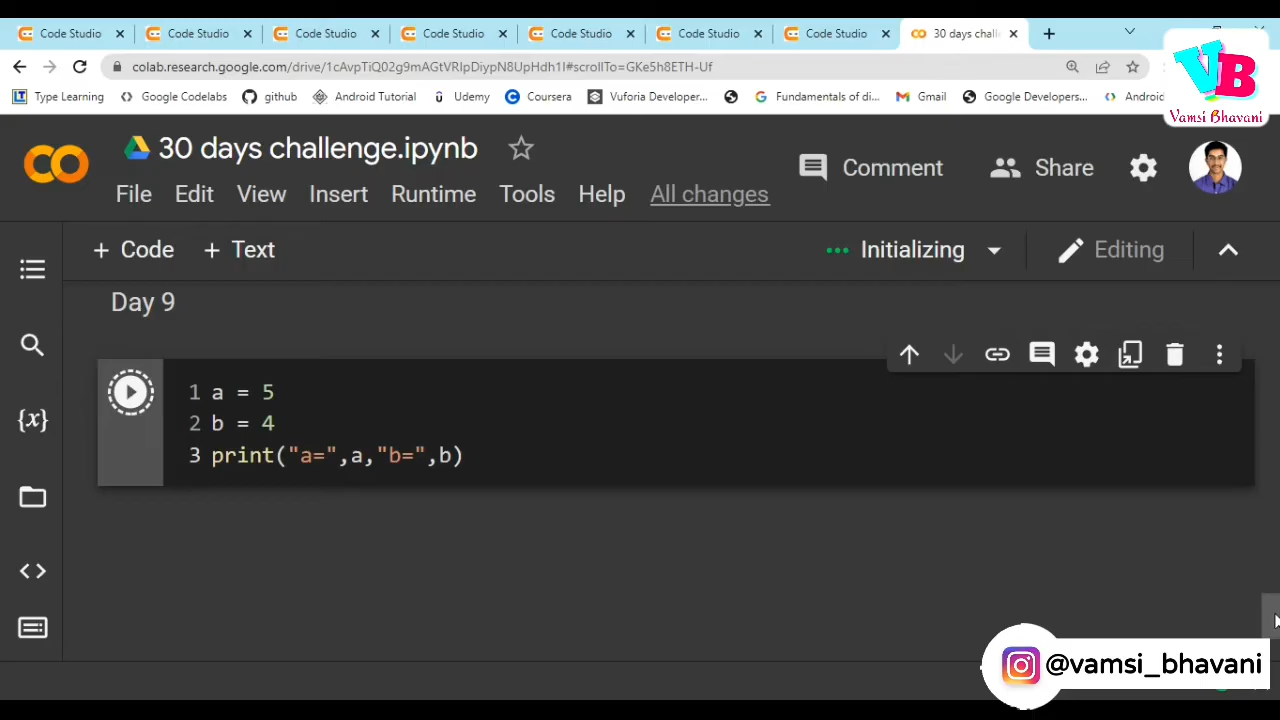 Code Studio Code Studio Code Studio Code Studio Code Studio Code Studio Code Studio 30 days chall
colab.research.google.com/drive/1cAvpTiQ02g9mAGtVRIpDiypN8UpHdh1I#scrollTo=GKe5h8ETH-Uf
Type Learning Google Codelabs github Android Tutorial Udemy Coursera Vuforia Developer... Fundamentals of di... Gmail Google Developers... Android
VB
Vamsi Bhavani
30 days challenge.ipynb
Comment Share
File Edit View Insert Runtime Tools Help All changes
+ Code + Text Initializing Editing
Day 9
1 a = 5
2 b = 4
3 print("a=",a,"b=",b)
{x}
@vamsi_bhavani